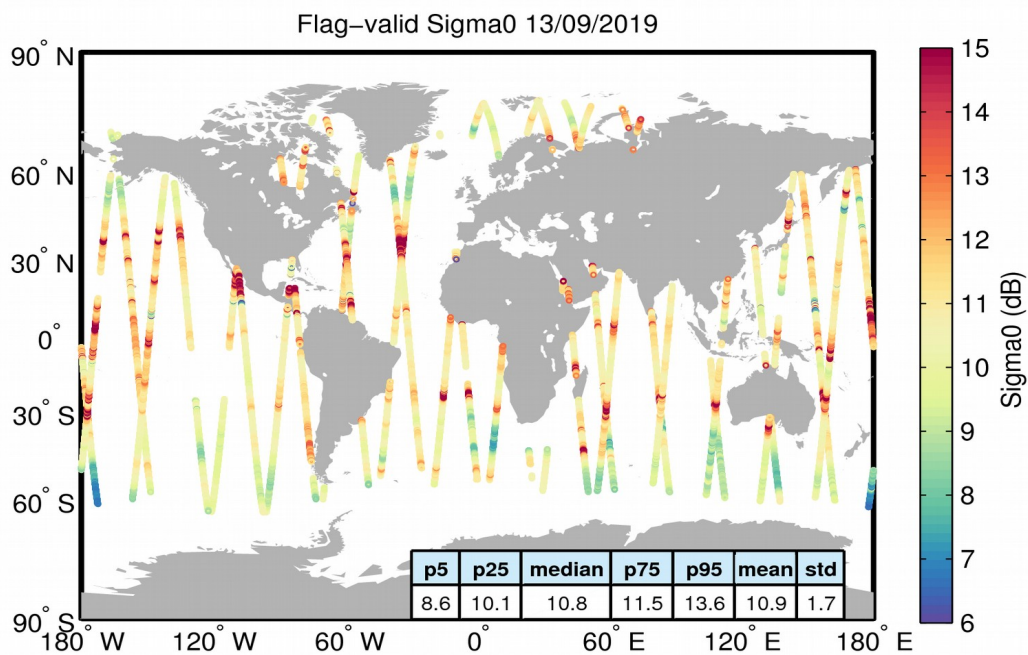 Flag−valid Sigma0 13/09/2019
90° N
60° N
30° N
0°
30° S
60° S
90° S
180° W
120° W
60° W
0°
60° E
120° E
180° E
p5 p25 median p75 p95 mean std
8.6 10.1 10.8 11.5 13.6 10.9 1.7
15
14
13
12
11
10
9
8
7
6
Sigma0 (dB)